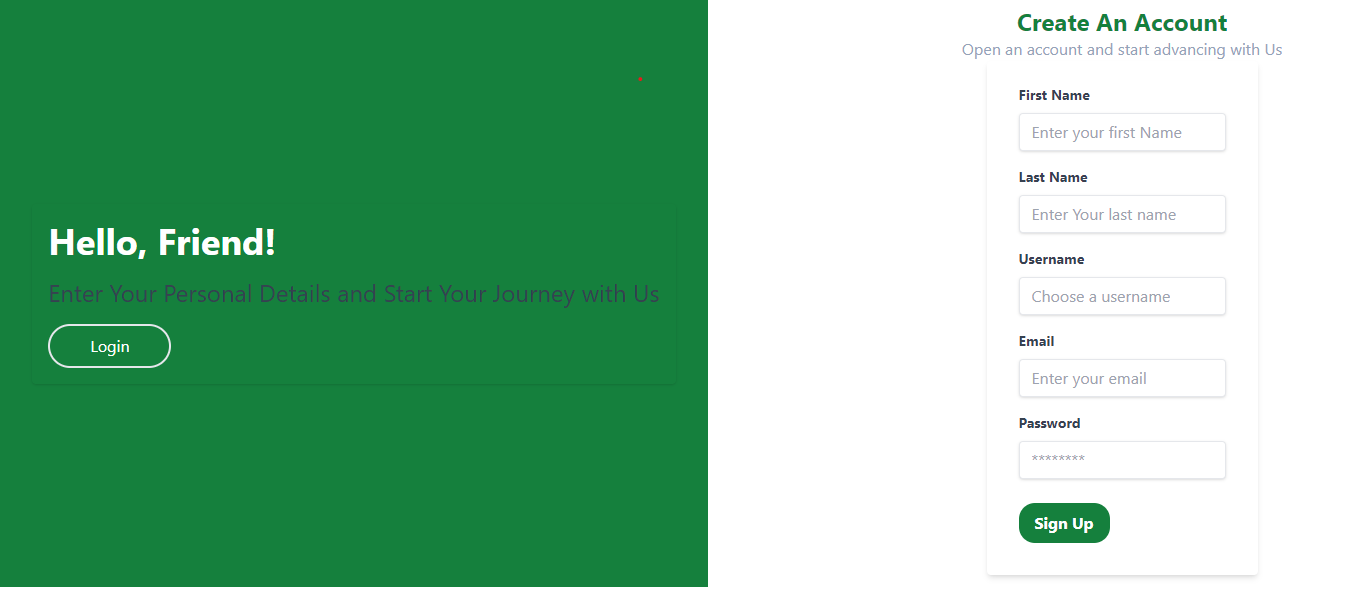 Hello, Friend!
Enter Your Personal Details and Start Your Journey with Us
Login
Create An Account
Open an account and start advancing with Us
First Name
Enter your first Name
Last Name
Enter Your last name
Username
Choose a username
Email
Enter your email
Password
********
Sign Up